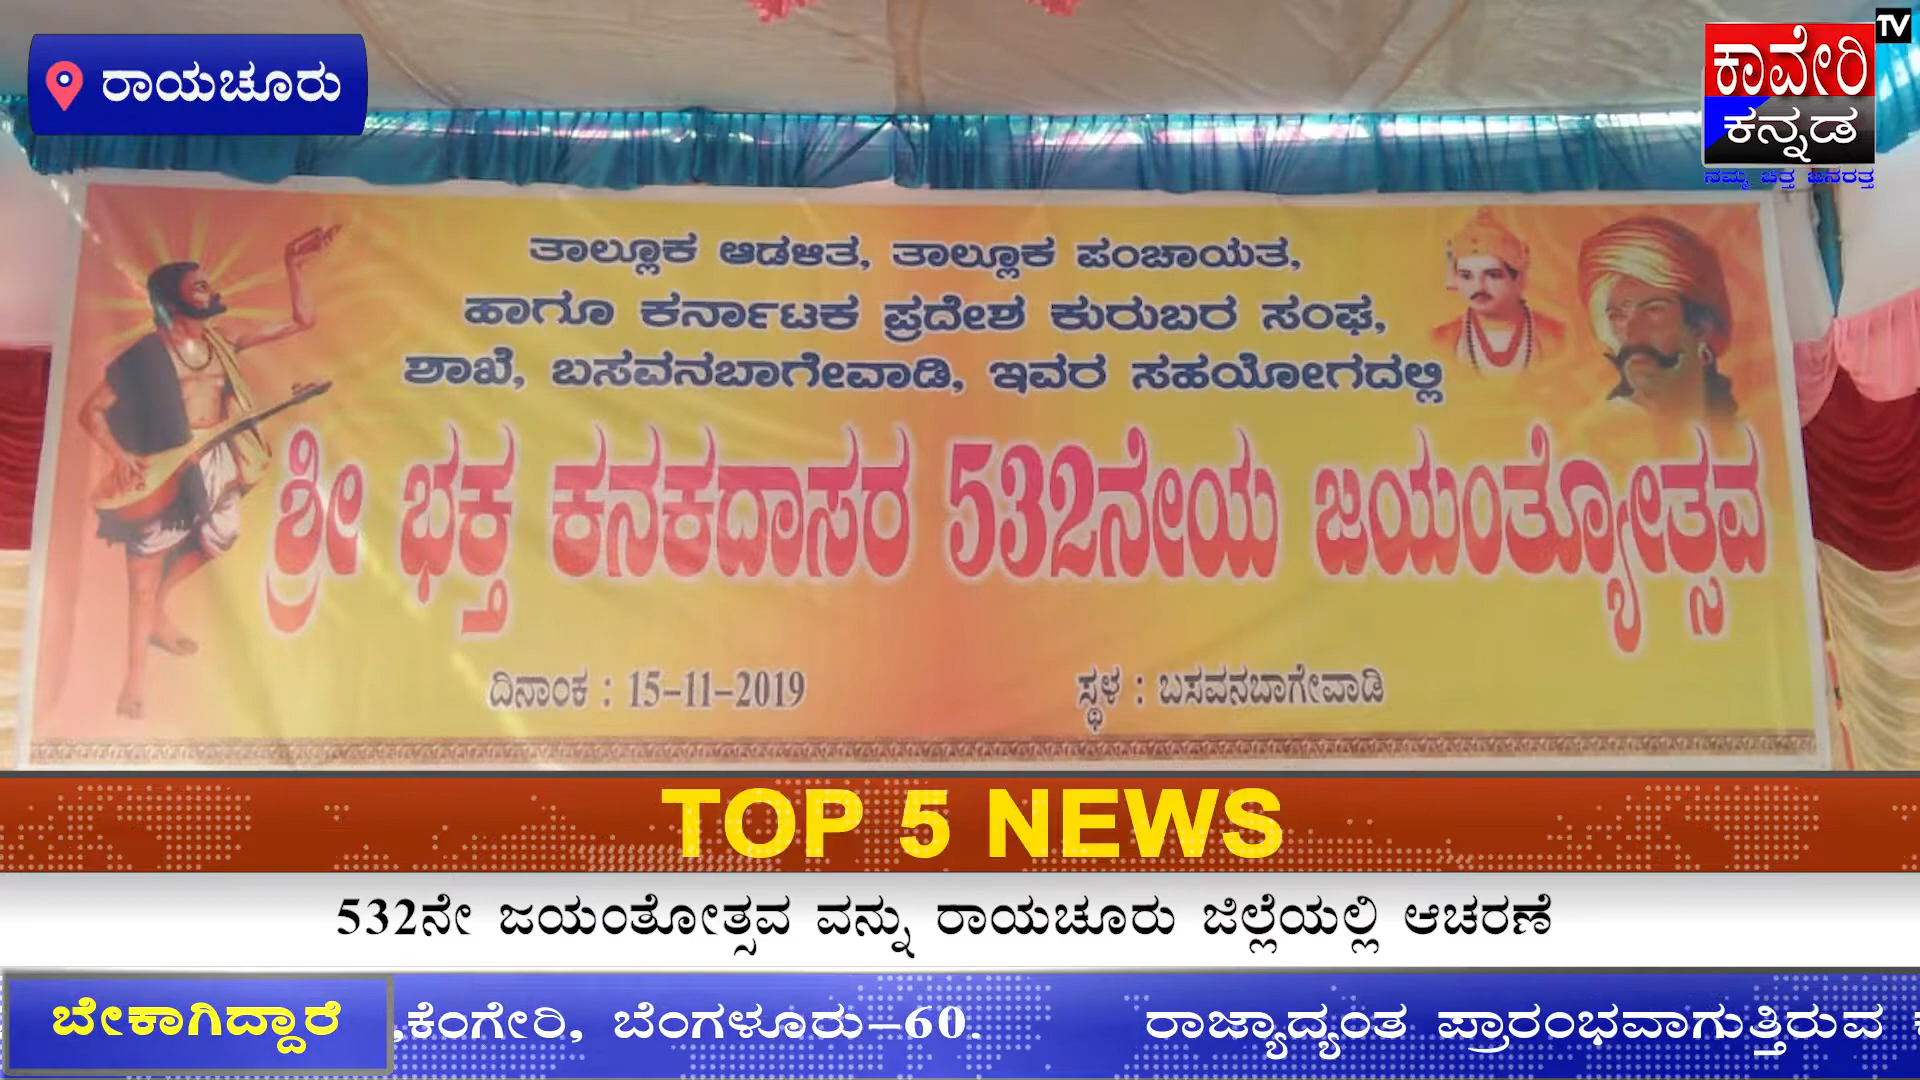 ರಾಯಚೂರು
TV
ಕಾವೇರಿ
ಕನ್ನಡ
ನಮ್ಮ ಚಿತ್ತ ಜನರತ್ತ
ತಾಲ್ಲೂಕ ಆಡಳಿತ, ತಾಲ್ಲೂಕ ಪಂಚಾಯತ,
ಹಾಗೂ ಕರ್ನಾಟಕ ಪ್ರದೇಶ ಕುರುಬರ ಸಂಘ,
ಶಾಖೆ, ಬಸವನಬಾಗೇವಾಡಿ, ಇವರ ಸಹಯೋಗದಲ್ಲಿ
ಶ್ರೀ ಭಕ್ತ ಕನಕದಾಸರ 532ನೇಯ ಜಯಂತ್ಯೋತ್ಸವ
ದಿನಾಂಕ : 15-11-2019 ಸ್ಥಳ : ಬಸವನಬಾಗೇವಾಡಿ
TOP 5 NEWS
532ನೇ ಜಯಂತೋತ್ಸವ ವನ್ನು ರಾಯಚೂರು ಜಿಲ್ಲೆಯಲ್ಲಿ ಆಚರಣೆ
ಬೇಕಾಗಿದ್ದಾರೆ ,ಕೆಂಗೇರಿ, ಬೆಂಗಳೂರು-60. ರಾಜ್ಯಾದ್ಯಂತ ಪ್ರಾರಂಭವಾಗುತ್ತಿರುವ